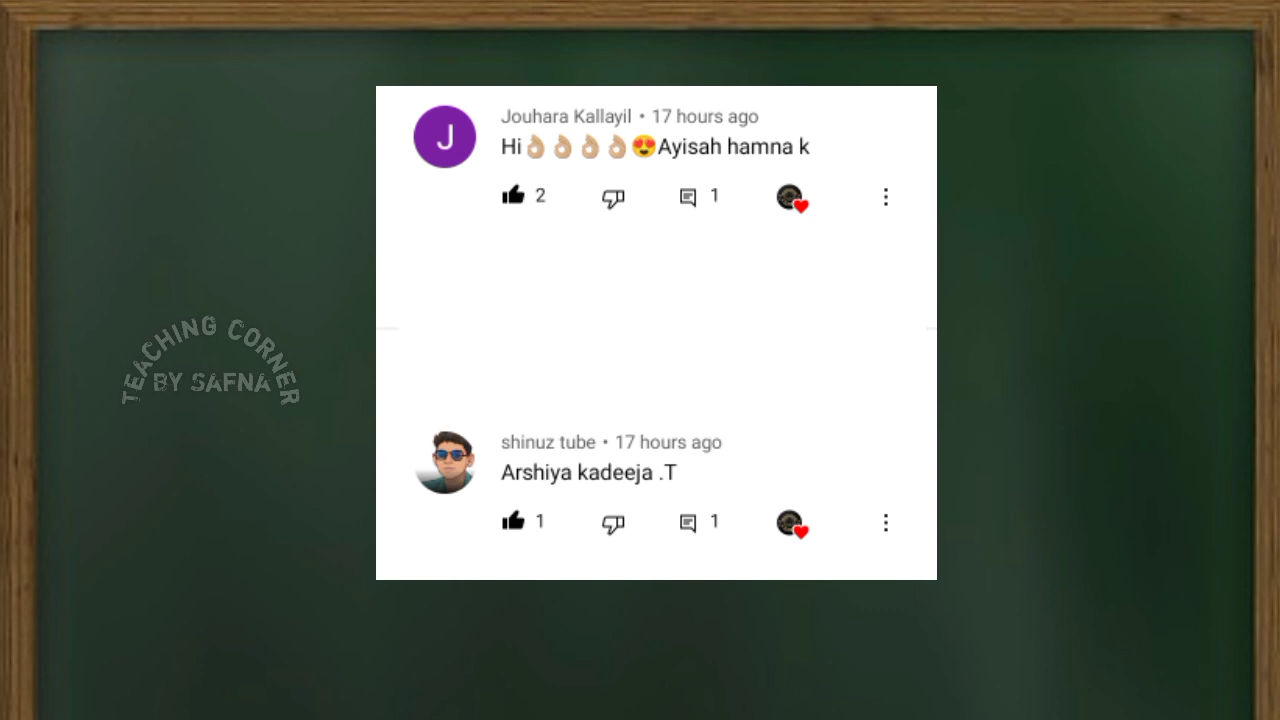 Jouhara Kallayil • 17 hours ago
Hi👌🏼👌🏼👌🏼👌🏼😍Ayisah hamna k
2 1
TEACHING CORNER
BY SAFNA
shinuz tube • 17 hours ago
Arshiya kadeeja .T
1 1
J